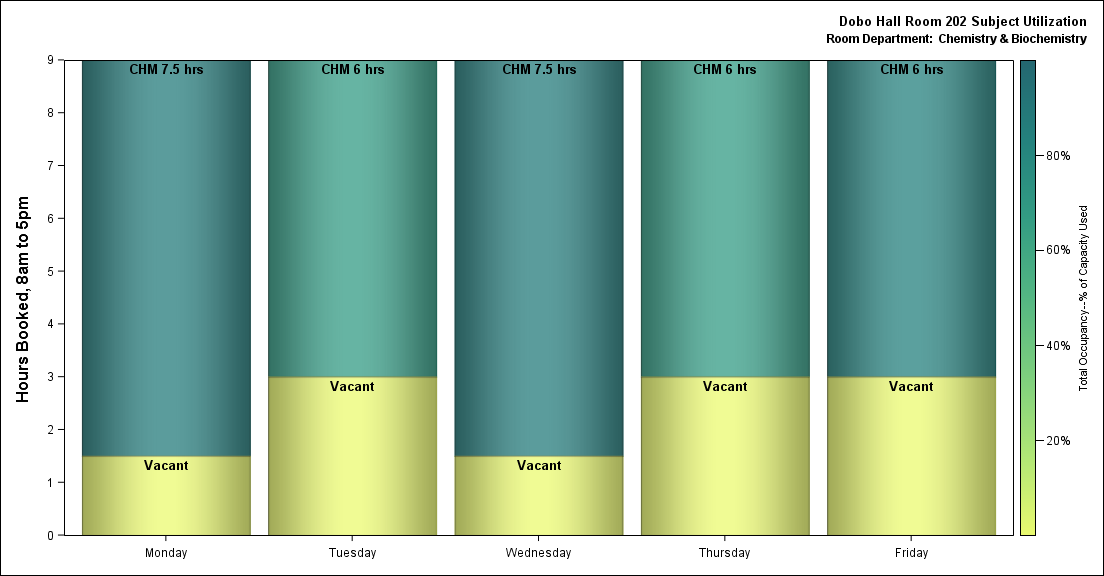 Dobo Hall Room 202 Subject Utilization
Room Department: Chemistry & Biochemistry
Hours Booked, 8am to 5pm
9
8
7
6
5
4
3
2
1
0
CHM 7.5 hrs
CHM 6 hrs
CHM 7.5 hrs
CHM 6 hrs
CHM 6 hrs
Vacant
Vacant
Vacant
Vacant
Vacant
Monday
Tuesday
Wednesday
Thursday
Friday
80%
60%
40%
20%
Total Occupancy--% of Capacity Used